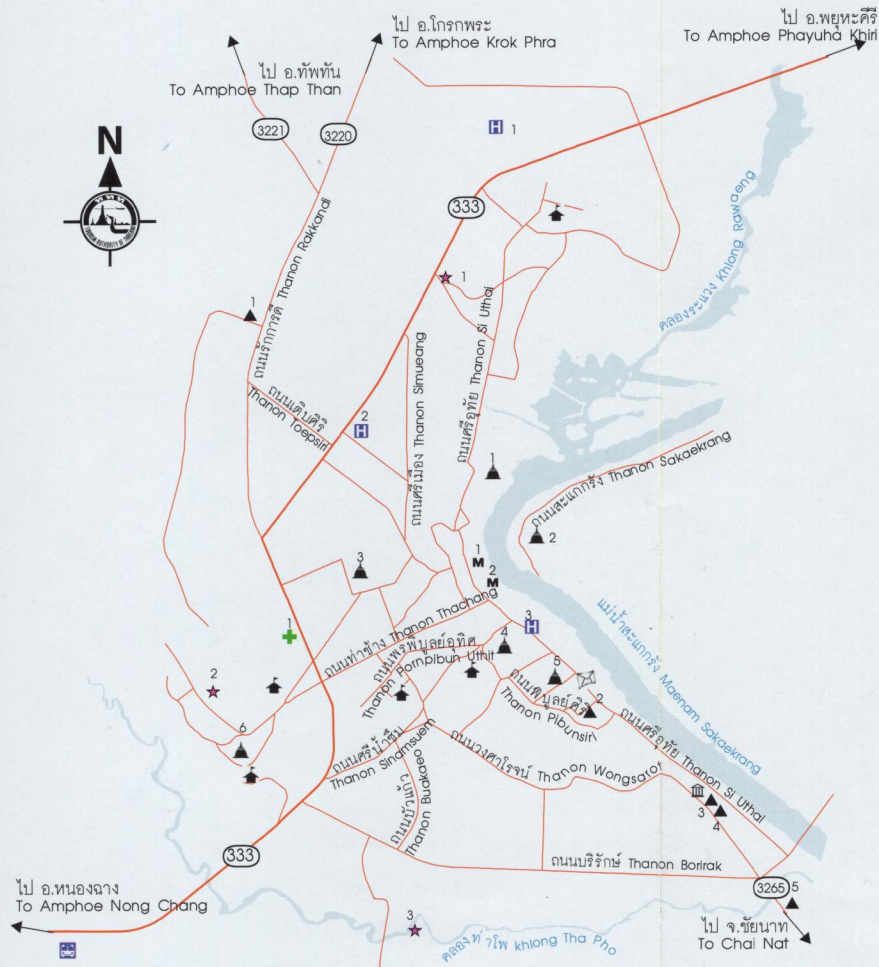 ไป อ.โกรกพระ
To Amphoe Krok Phra
ไป อ.พยุหะคีรี
To Amphoe Phayuha Khiri
ไป อ.ทัพทัน
To Amphoe Thap Than
3221
3220
N
ททท
TOURISM AUTHORITY OF THAILAND
H 1
333
คลองระแวง Khlong Rawaeng
1
1
ถนนรักการดี Thanon Rakkandi
ถนนศรีอุทัย Thanon Si Uthai
ถนนศรีเมือง Thanon Simueang
ถนนเติบศิริ
Thanon Toepsiri
2
H
1
ถนนสะแกกรัง Thanon Sakaekrang
2
3
1
M
2
M
แม่น้ำสะแกกรัง Maenam Sakaekrang
ถนนท่าช้าง Thanon Thachang
3
H
1
ถนนพรพิบูลย์อุทิศ
Thanon Pornpibun Uthit
4
5
2
ถนนพิบูลย์ศิริ
Thanon Pibunsiri
2
ถนนศรีอุทัย Thanon Si Uthai
6
ถนนศรีน้ำซึม
Thanon Sinamsuem
ถนนวงศาโรจน์ Thanon Wongsarot
ถนนบัวแก้ว
Thanon Buakaeo
3
4
333
ถนนบริรักษ์ Thanon Borirak
3265
5
ไป อ.หนองฉาง
To Amphoe Nong Chang
3
คลองท่าโพ khlong Tha Pho
ไป จ.ชัยนาท
To Chai Nat